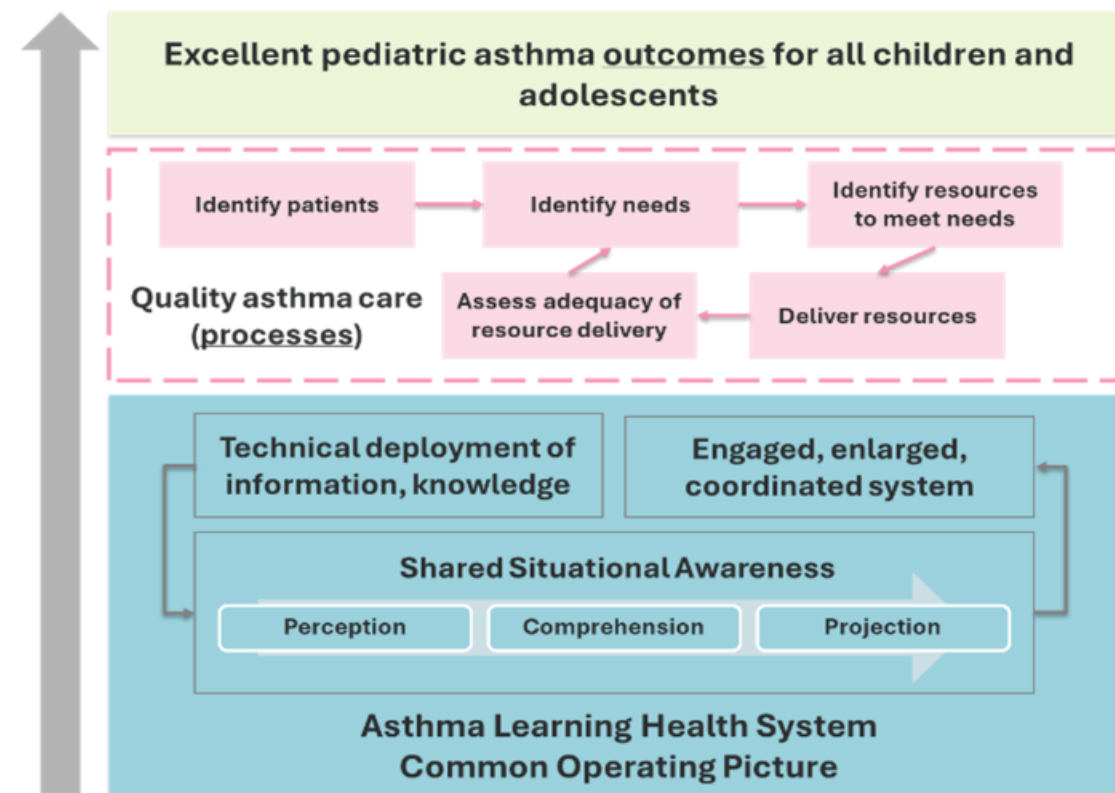 Excellent pediatric asthma outcomes for all children and
adolescents
Identify patients
Identify needs
Identify resources
to meet needs
Quality asthma care
(processes)
Assess adequacy of
resource delivery
Deliver resources
Technical deployment of
information, knowledge
Engaged, enlarged,
coordinated system
Shared Situational Awareness
Perception
Comprehension
Projection
Asthma Learning Health System
Common Operating Picture